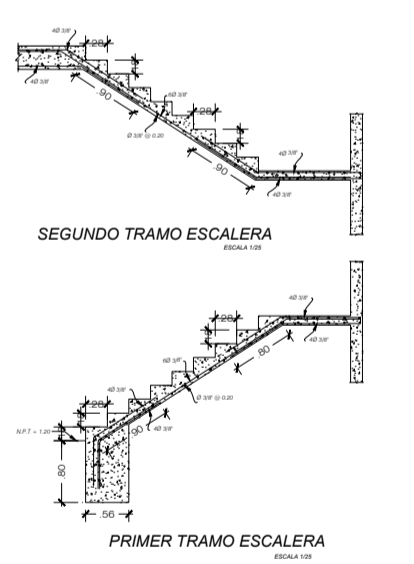 4Ø 3/8"
.28
4Ø 3/8"
.90
6Ø 3/8"
.28
Ø 3/8" @ 0.20
4Ø 3/8"
.90
4Ø 3/8"
SEGUNDO TRAMO ESCALERA
ESCALA 1/25
4Ø 3/8"
.28
4Ø 3/8"
6Ø 3/8"
.80
4Ø 3/8"
Ø 3/8" @ 0.20
.28
N.P.T + 1.20
.90
4Ø 3/8"
.80
.56
PRIMER TRAMO ESCALERA
ESCALA 1/25